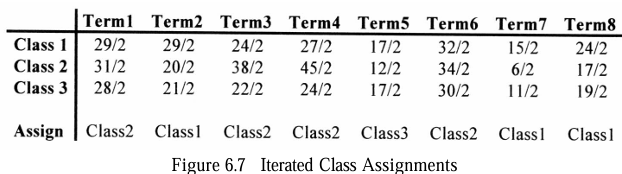 Term1 Term2 Term3 Term4 Term5 Term6 Term7 Term8
Class 1 29/2 29/2 24/2 27/2 17/2 32/2 15/2 24/2
Class 2 31/2 20/2 38/2 45/2 12/2 34/2 6/2 17/2
Class 3 28/2 21/2 22/2 24/2 17/2 30/2 11/2 19/2
Assign Class2 Class1 Class2 Class2 Class3 Class2 Class1 Class1
Figure 6.7 Iterated Class Assignments